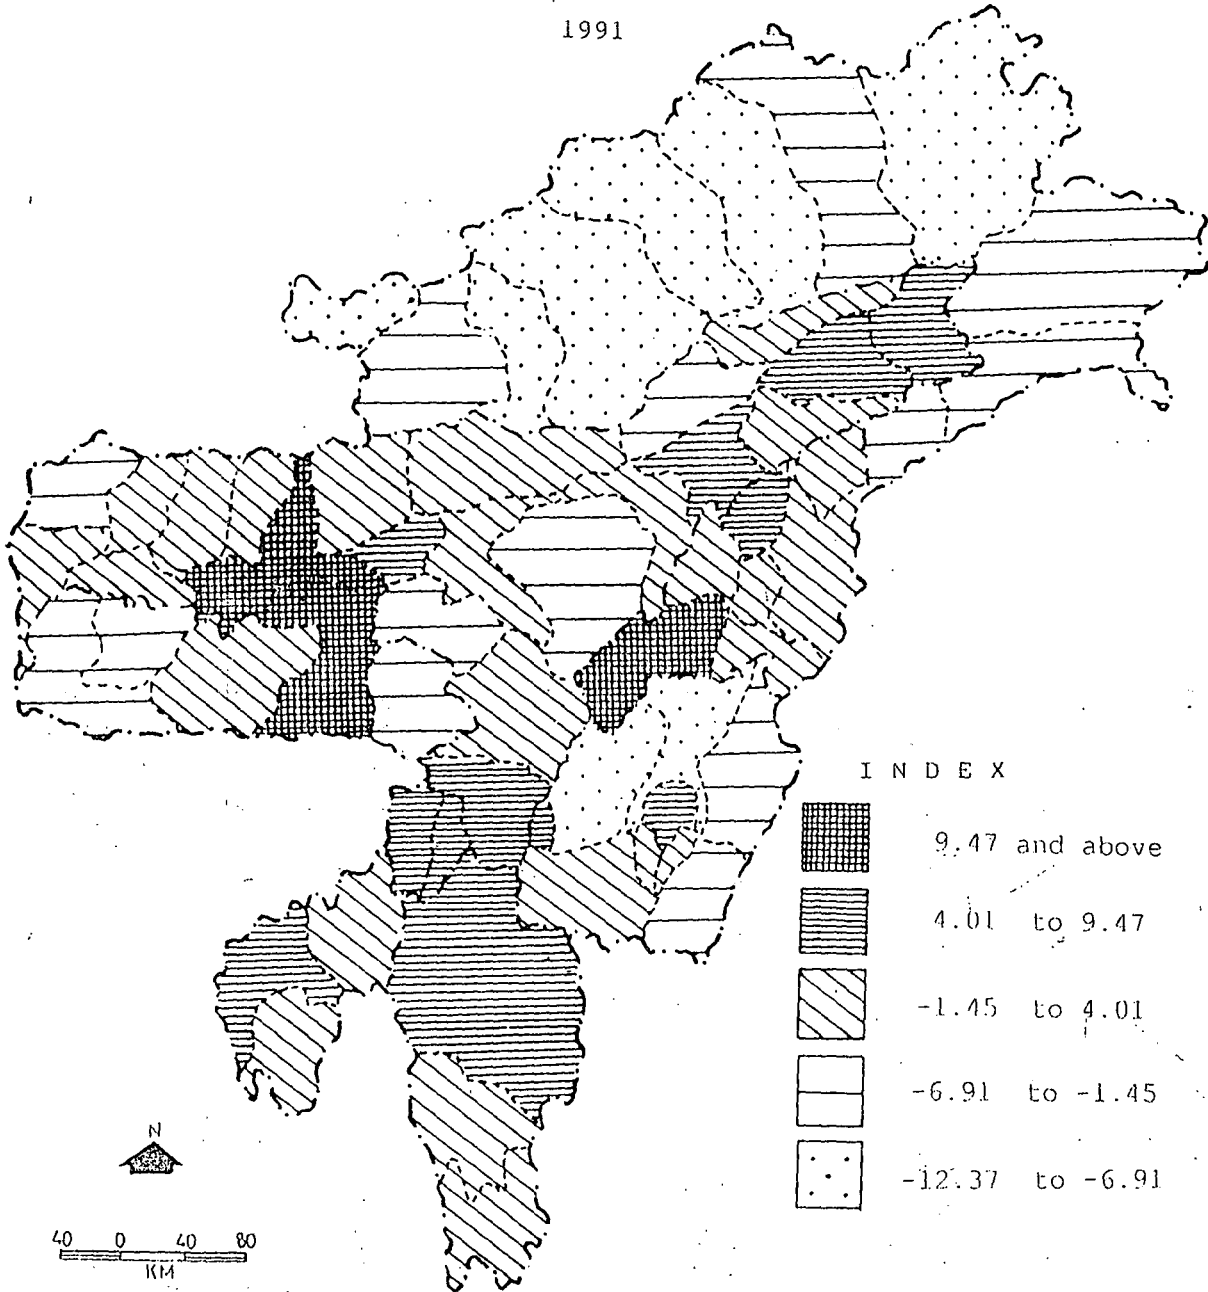 1991
I N D E X
9.47 and above
4.01 to 9.47
-1.45 to 4.01
-6.91 to -1.45
-12.37 to -6.91
N
40 0 40 80
KM